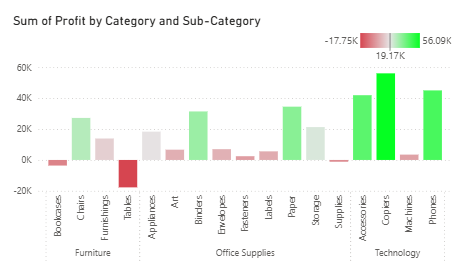 Sum of Profit by Category and Sub-Category
-17.75K 56.09K
19.17K
60K
40K
20K
0K
-20K
Bookcases
Chairs
Furnishings
Tables
Appliances
Art
Binders
Envelopes
Fasteners
Labels
Paper
Storage
Supplies
Accessories
Copiers
Machines
Phones
Furniture
Office Supplies
Technology